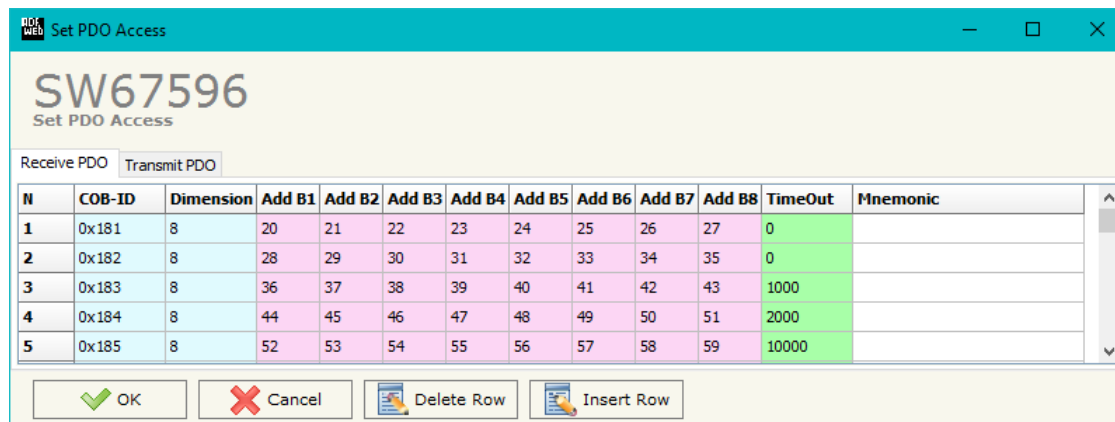 ADF WEB Set PDO Access
SW67596
Set PDO Access
Receive PDO Transmit PDO
N COB-ID Dimension Add B1 Add B2 Add B3 Add B4 Add B5 Add B6 Add B7 Add B8 TimeOut Mnemonic
1 0x181 8 20 21 22 23 24 25 26 27 0
2 0x182 8 28 29 30 31 32 33 34 35 0
3 0x183 8 36 37 38 39 40 41 42 43 1000
4 0x184 8 44 45 46 47 48 49 50 51 2000
5 0x185 8 52 53 54 55 56 57 58 59 10000
OK Cancel Delete Row Insert Row